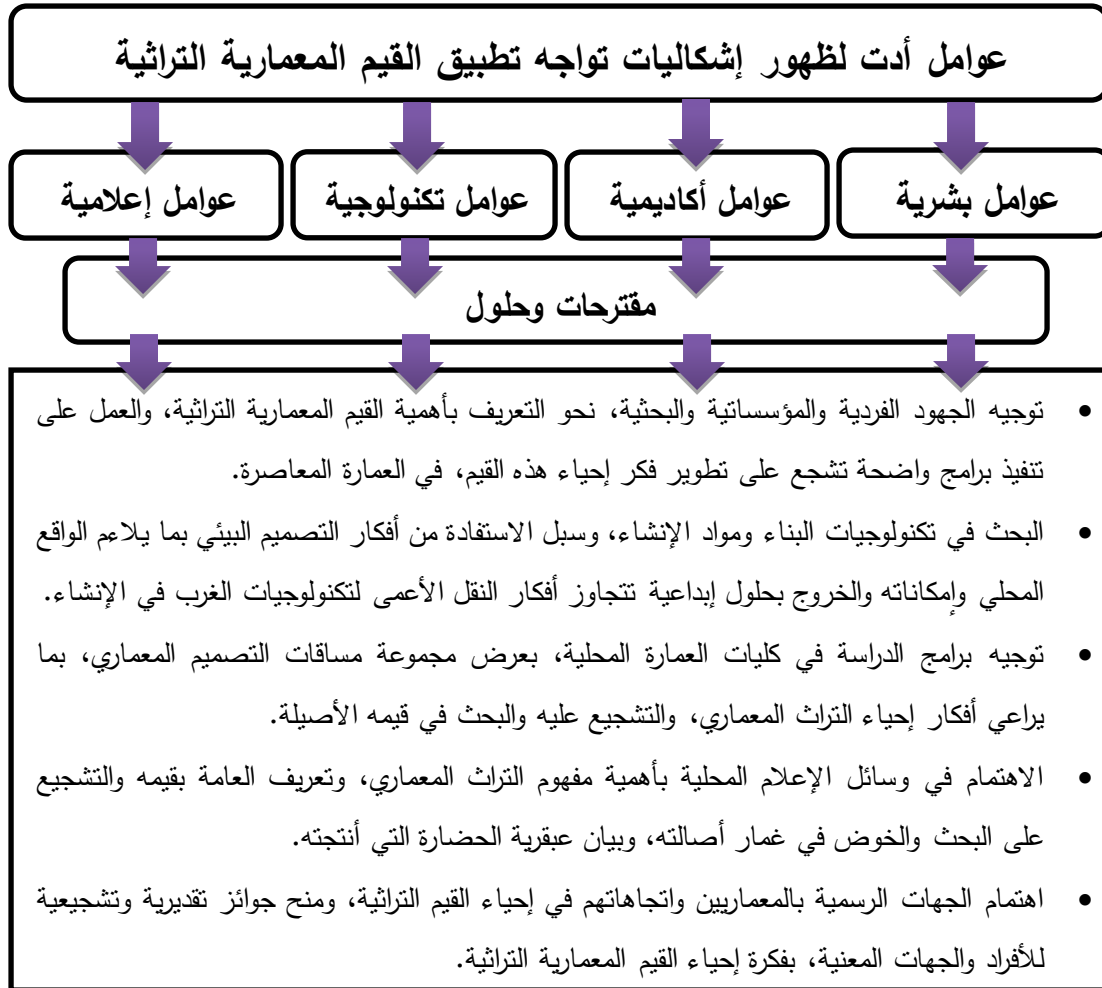 عوامل أدت لظهور إشكاليات تواجه تطبيق القيم المعمارية التراثية
عوامل بشرية
عوامل أكاديمية
عوامل تكنولوجية
عوامل إعلامية
مقترحات وحلول
• توجيه الجهود الفردية والمؤسساتية والبحثية، نحو التعريف بأهمية القيم المعمارية التراثية، والعمل على
تنفيذ برامج واضحة تشجع على تطوير فكر إحياء هذه القيم، في العمارة المعاصرة.
• البحث في تكنولوجيات البناء ومواد الإنشاء، وسبل الاستفادة من أفكار التصميم البيئي بما يلاءم الواقع
المحلي وإمكاناته والخروج بحلول إبداعية تتجاوز أفكار النقل الأعمى لتكنولوجيات الغرب في الإنشاء.
• توجيه برامج الدراسة في كليات العمارة المحلية، بعرض مجموعة مساقات التصميم المعماري، بما
يراعي أفكار إحياء التراث المعماري، والتشجيع عليه والبحث في قيمه الأصيلة.
• الاهتمام في وسائل الإعلام المحلية بأهمية مفهوم التراث المعماري، وتعريف العامة بقيمه والتشجيع
على البحث والخوض في غمار أصالته، وبيان عبقرية الحضارة التي أنتجته.
• اهتمام الجهات الرسمية بالمعماريين واتجاهاتهم في إحياء القيم التراثية، ومنح جوائز تقديرية وتشجيعية
للأفراد والجهات المعنية، بفكرة إحياء القيم المعمارية التراثية.